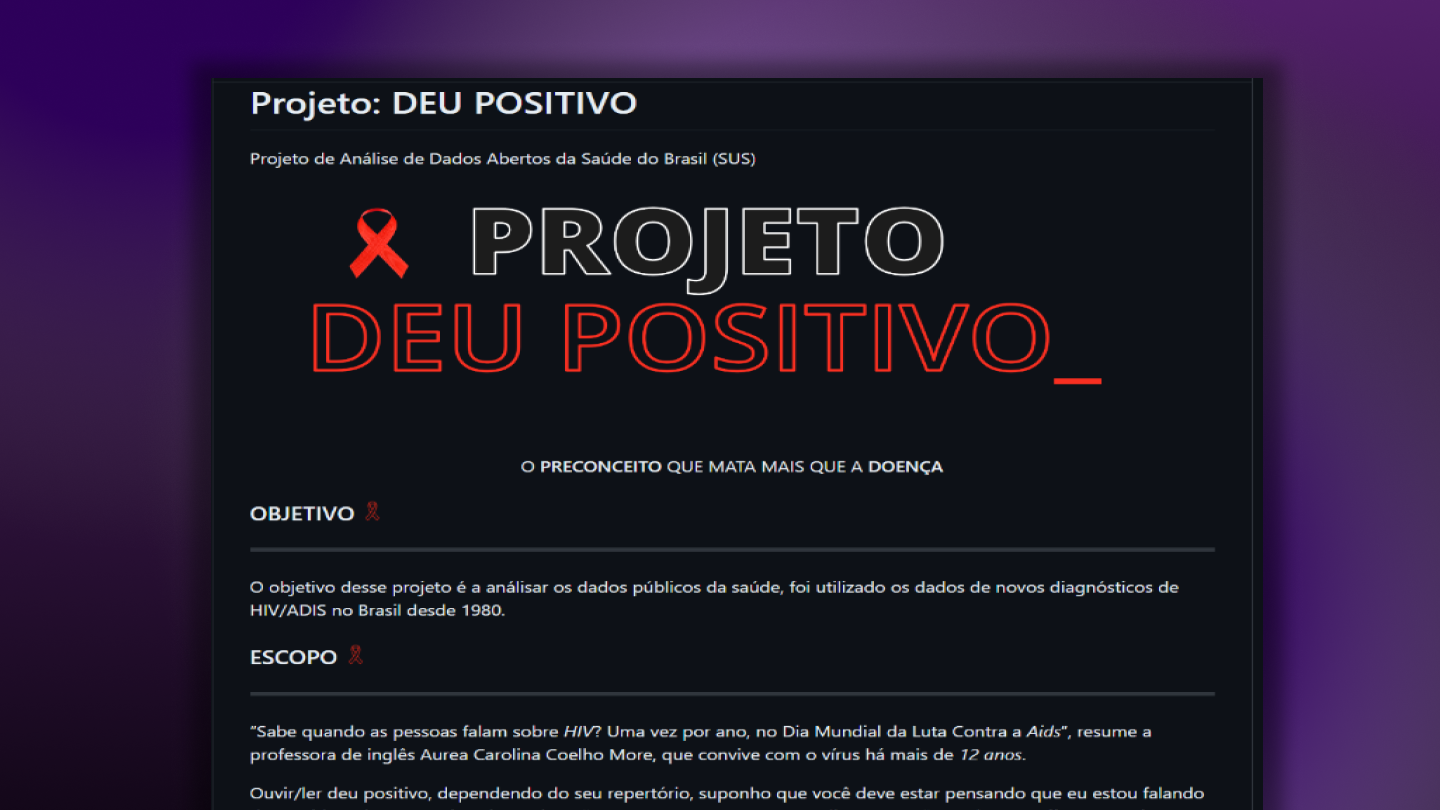 Projeto: DEU POSITIVO
Projeto de Análise de Dados Abertos da Saúde do Brasil (SUS)
PROJETO
DEU POSITIVO_
O PRECONCEITO QUE MATA MAIS QUE A DOENÇA
OBJETIVO
O objetivo desse projeto é a análisar os dados públicos da saúde, foi utilizado os dados de novos diagnósticos de
HIV/ADIS no Brasil desde 1980.
ESCOPO
"Sabe quando as pessoas falam sobre HIV? Uma vez por ano, no Dia Mundial da Luta Contra a Aids", resume a
professora de inglês Aurea Carolina Coelho More, que convive com o vírus há mais de 12 anos.
Ouvir/ler deu positivo, dependendo do seu repertório, suponho que você deve estar pensando que eu estou falando